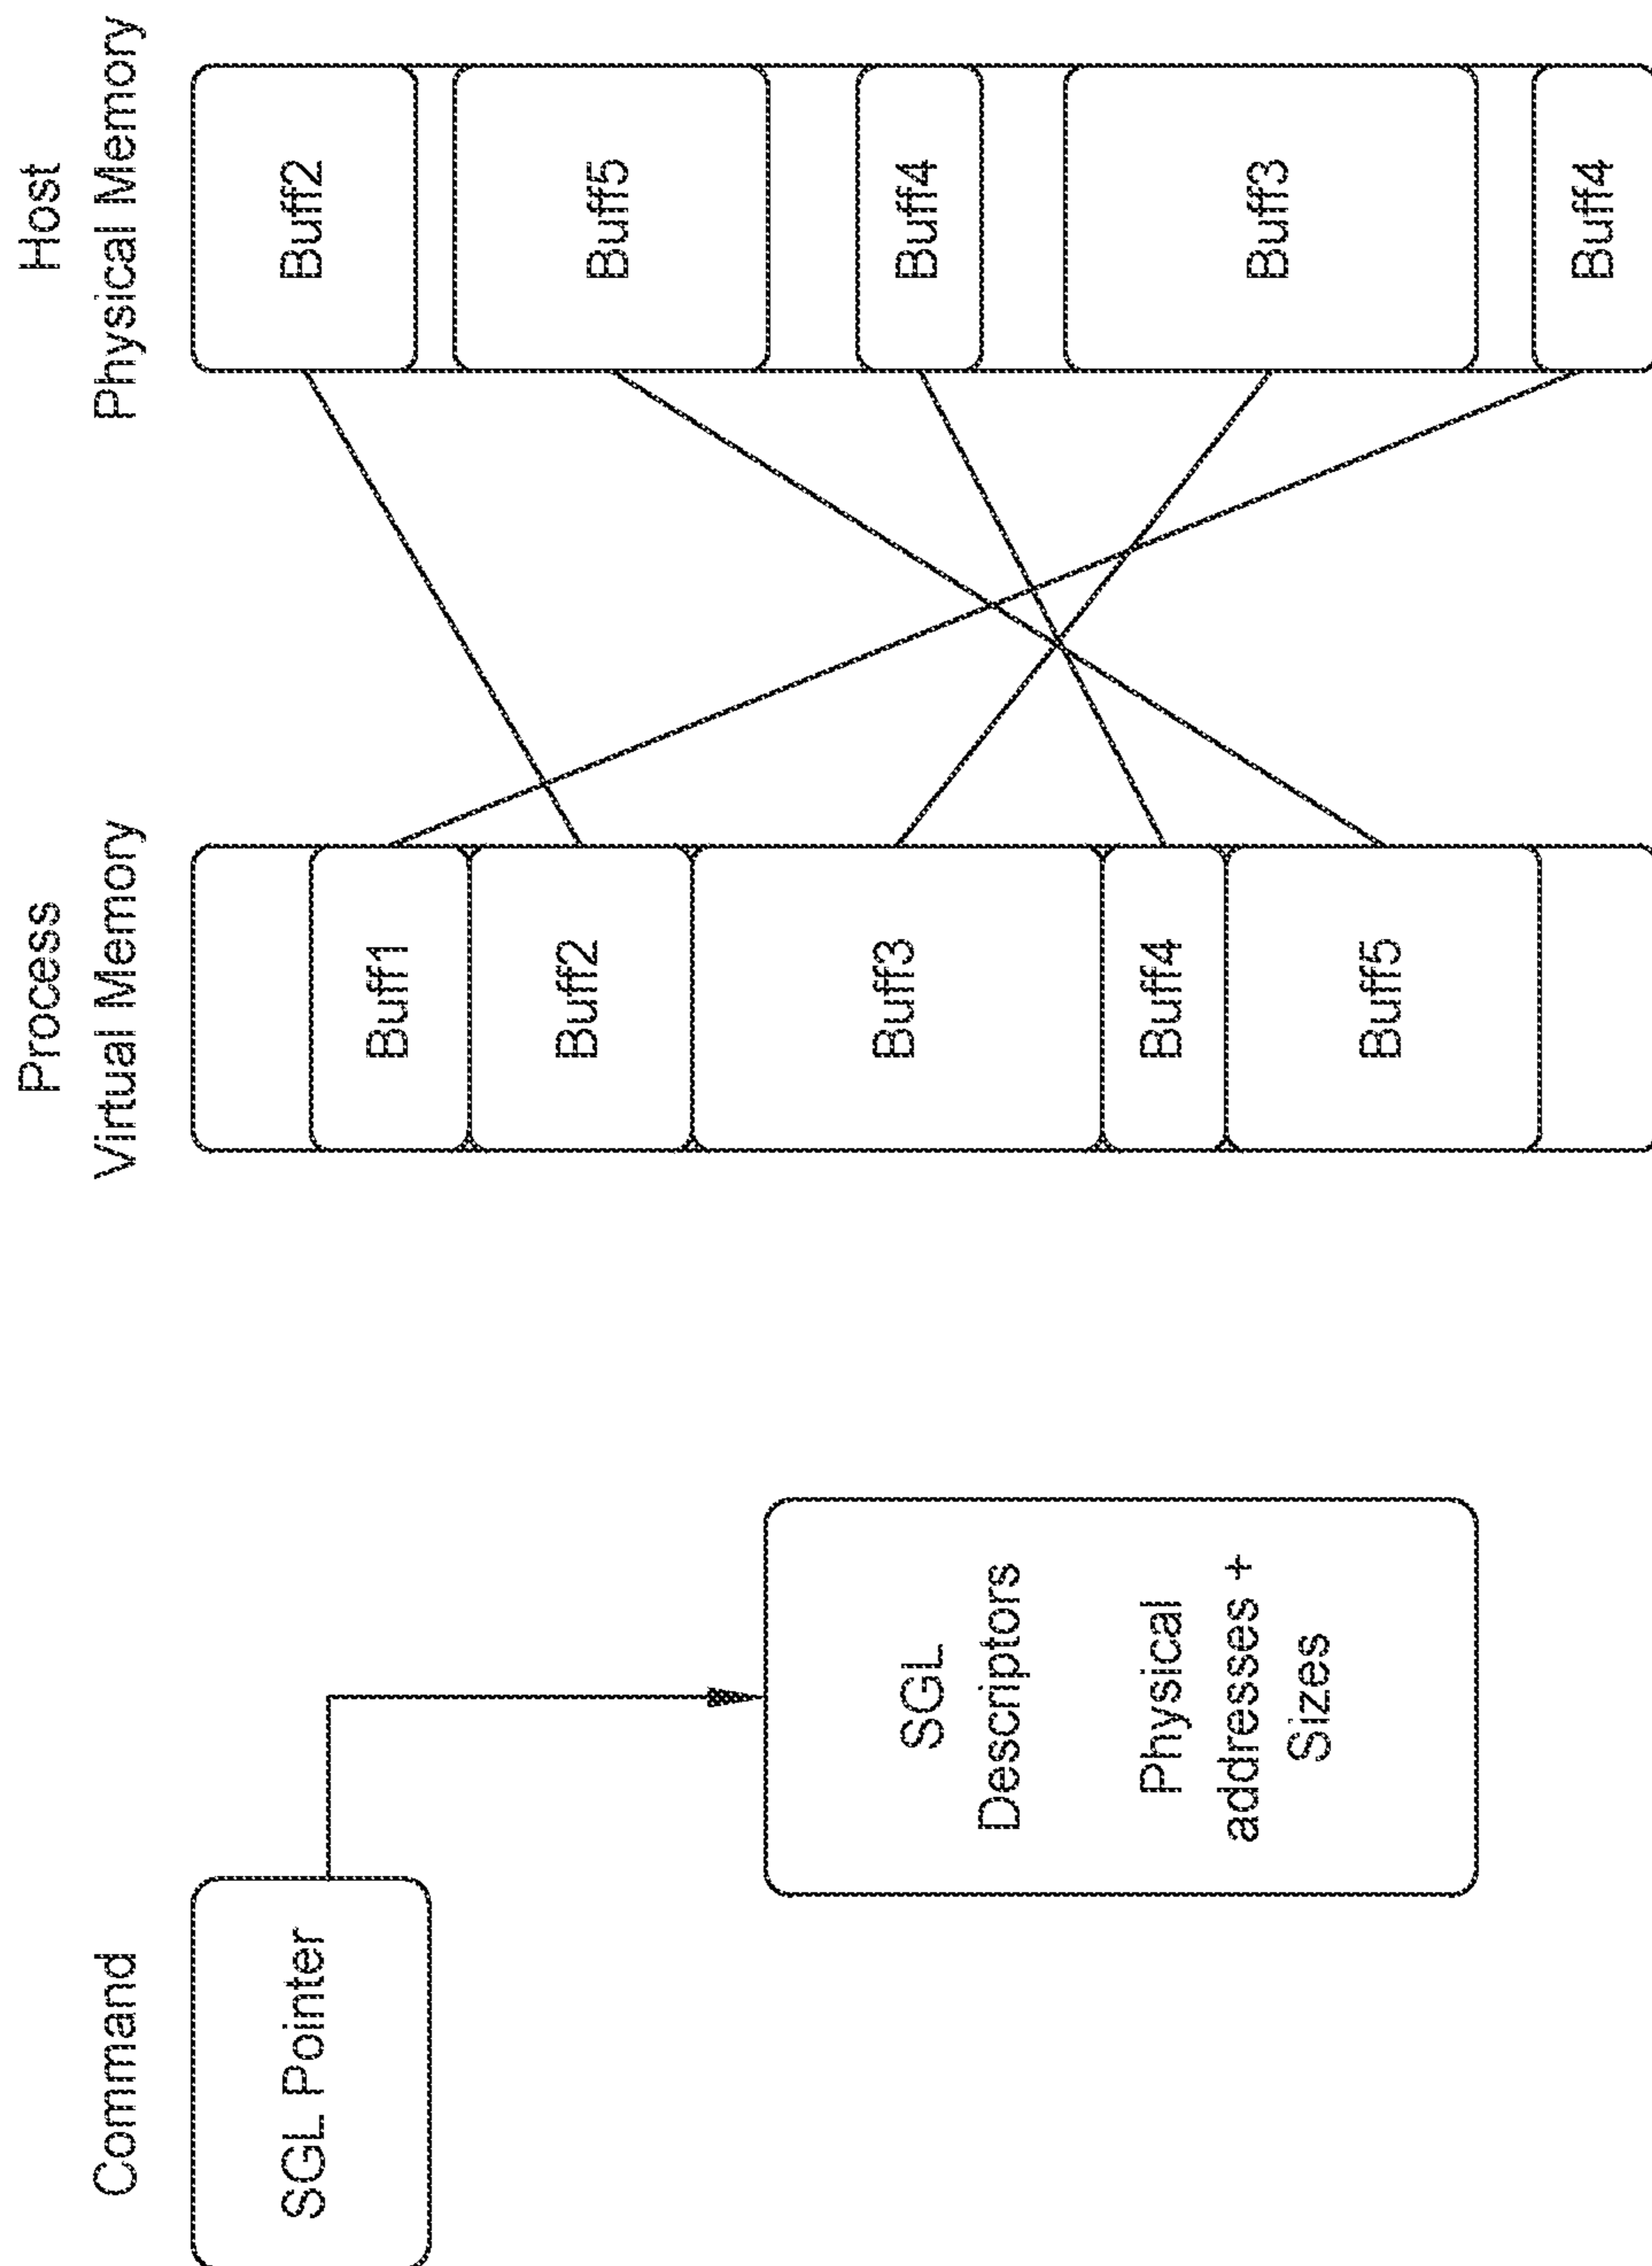 Command
SGL Pointer
SGL
Descriptors
Physical
addresses +
Sizes
Process
Virtual Memory
Buff1
Buff2
Buff3
Buff4
Buff5
Host
Physical Memory
Buff2
Buff5
Buff4
Buff3
Buff4